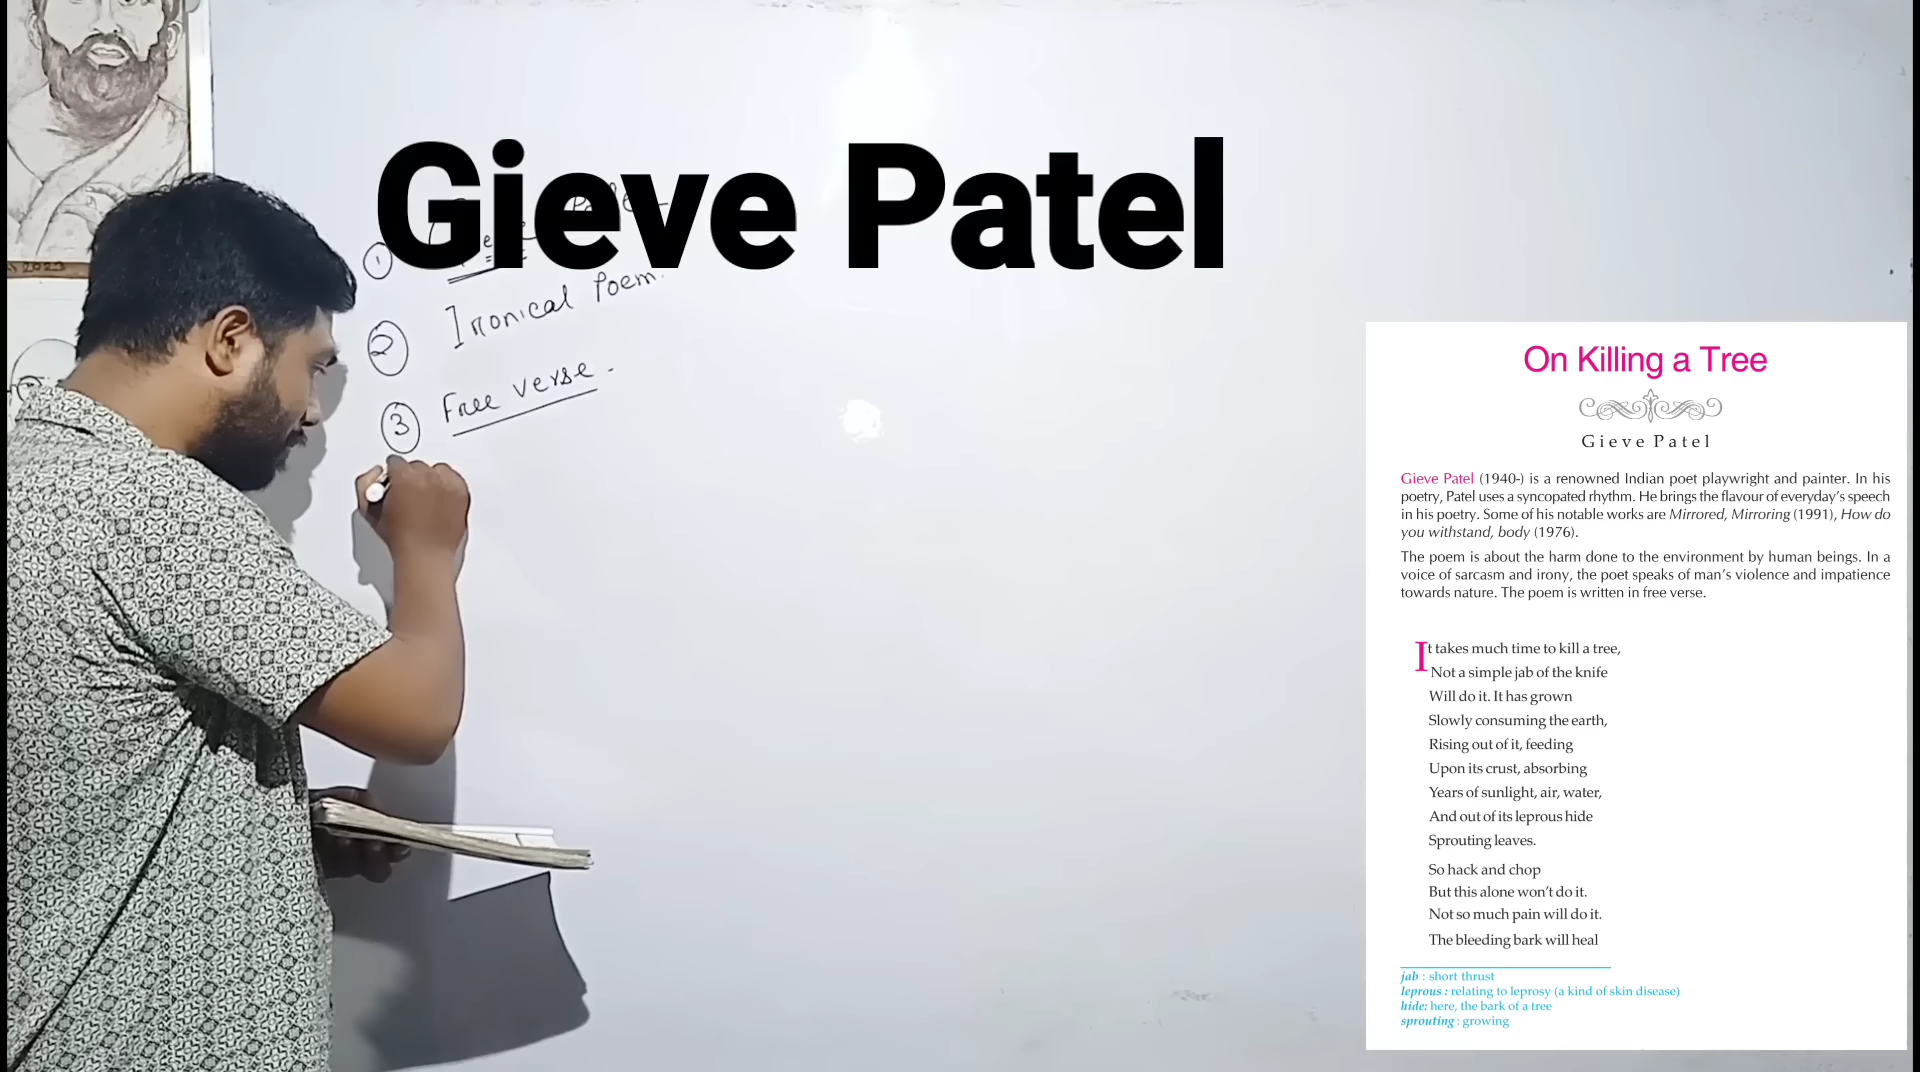 Gieve Patel
2023
1
2 Ironical Poem.
3 Free verse.
On Killing a Tree
Gieve Patel
Gieve Patel (1940-) is a renowned Indian poet playwright and painter. In his
poetry, Patel uses a syncopated rhythm. He brings the flavour of everyday's speech
in his poetry. Some of his notable works are Mirrored, Mirroring (1991), How do
you withstand, body (1976).
The poem is about the harm done to the environment by human beings. In a
voice of sarcasm and irony, the poet speaks of man's violence and impatience
towards nature. The poem is written in free verse.
It takes much time to kill a tree,
Not a simple jab of the knife
Will do it. It has grown
Slowly consuming the earth,
Rising out of it, feeding
Upon its crust, absorbing
Years of sunlight, air, water,
And out of its leprous hide
Sprouting leaves.
So hack and chop
But this alone won't do it.
Not so much pain will do it.
The bleeding bark will heal
jab : short thrust
leprous : relating to leprosy (a kind of skin disease)
hide: here, the bark of a tree
sprouting : growing